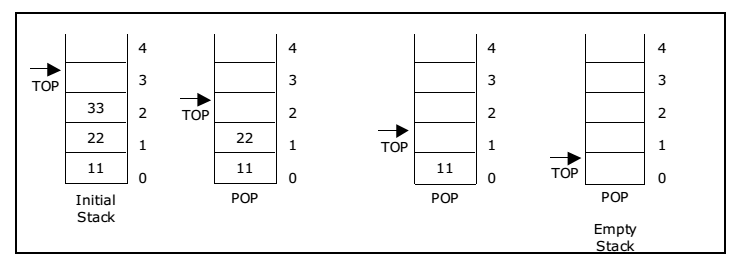 4 4 4 4
TOP 3 3 3 3
33 2 TOP 2 2 2
22 1 22 1 TOP 1 1
11 0 11 0 11 0 TOP 0
Initial
Stack
POP
POP
POP
Empty
Stack